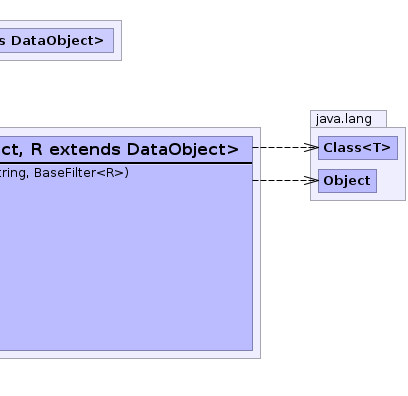 s DataObject>
java.lang
ct, R extends DataObject>
Class<T>
tring, BaseFilter<R>)
Object